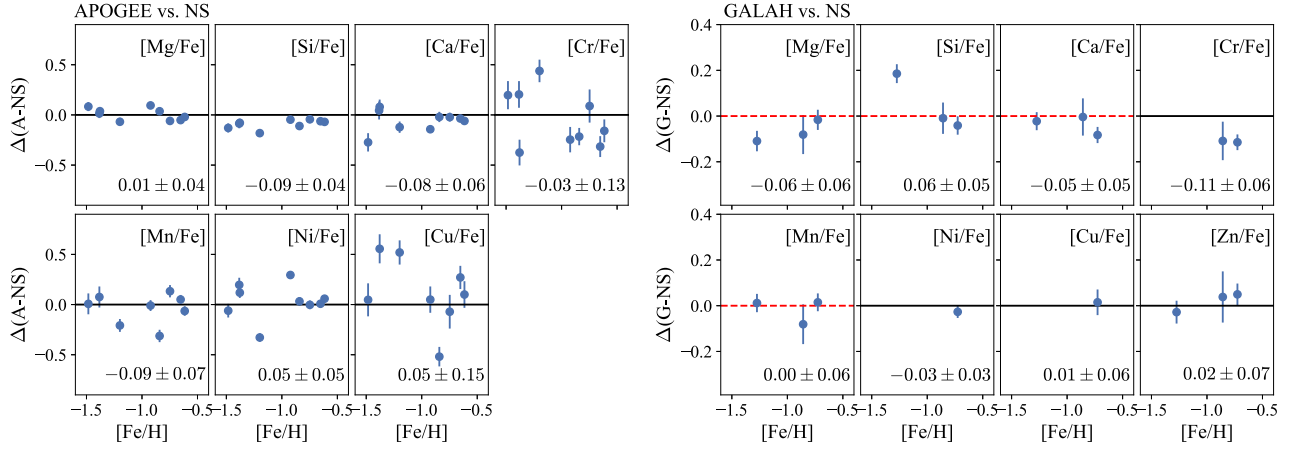 APOGEE vs. NS
[Mg/Fe] [Si/Fe] [Ca/Fe] [Cr/Fe]
0.5
0.0
−0.5
Δ(A-NS)
0.01 ± 0.04 −0.09 ± 0.04 −0.08 ± 0.06 −0.03 ± 0.13
[Mn/Fe] [Ni/Fe] [Cu/Fe]
0.5
0.0
−0.5
Δ(A-NS)
−0.09 ± 0.07 0.05 ± 0.05 0.05 ± 0.15
−1.5 −1.0 −0.5 −1.5 −1.0 −0.5 −1.5 −1.0 −0.5
[Fe/H] [Fe/H] [Fe/H]
GALAH vs. NS
[Mg/Fe] [Si/Fe] [Ca/Fe] [Cr/Fe]
0.4
0.2
0.0
−0.2
Δ(G-NS)
−0.06 ± 0.06 0.06 ± 0.05 −0.05 ± 0.05 −0.11 ± 0.06
[Mn/Fe] [Ni/Fe] [Cu/Fe] [Zn/Fe]
0.4
0.2
0.0
−0.2
Δ(G-NS)
0.00 ± 0.06 −0.03 ± 0.03 0.01 ± 0.06 0.02 ± 0.07
−1.5 −1.0 −0.5 −1.5 −1.0 −0.5 −1.5 −1.0 −0.5 −1.5 −1.0 −0.5
[Fe/H] [Fe/H] [Fe/H] [Fe/H]